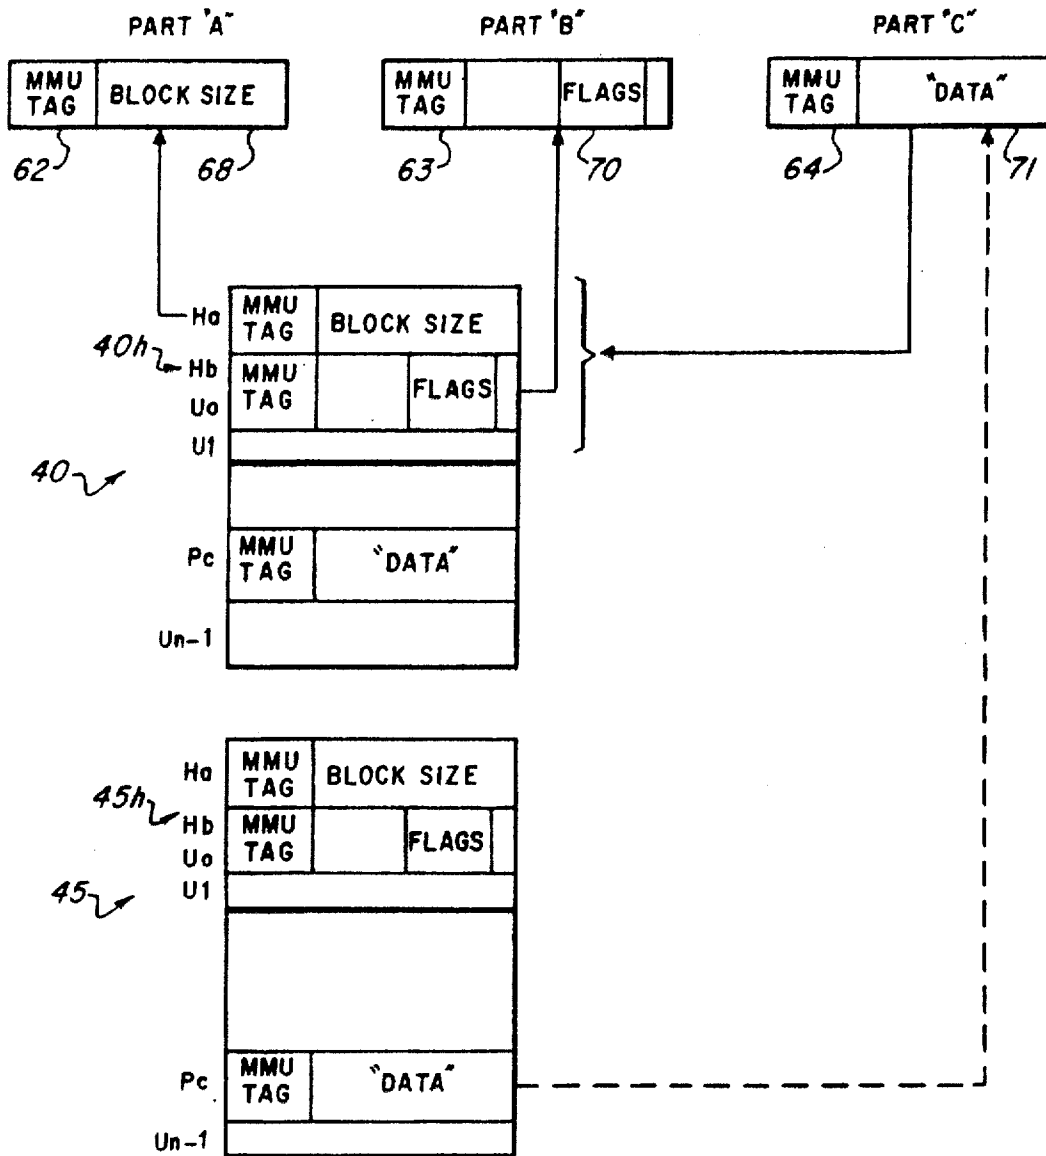 PART "A"
PART "B"
PART "C"
MMU TAG
BLOCK SIZE
MMU TAG
FLAGS
MMU TAG
"DATA"
62
68
63
70
64
71
Ha
MMU TAG
BLOCK SIZE
40h
Hb
Uo
MMU TAG
FLAGS
U1
40
Pc
MMU TAG
"DATA"
Un-1
Ha
MMU TAG
BLOCK SIZE
45h
Hb
Uo
MMU TAG
FLAGS
U1
45
Pc
MMU TAG
"DATA"
Un-1